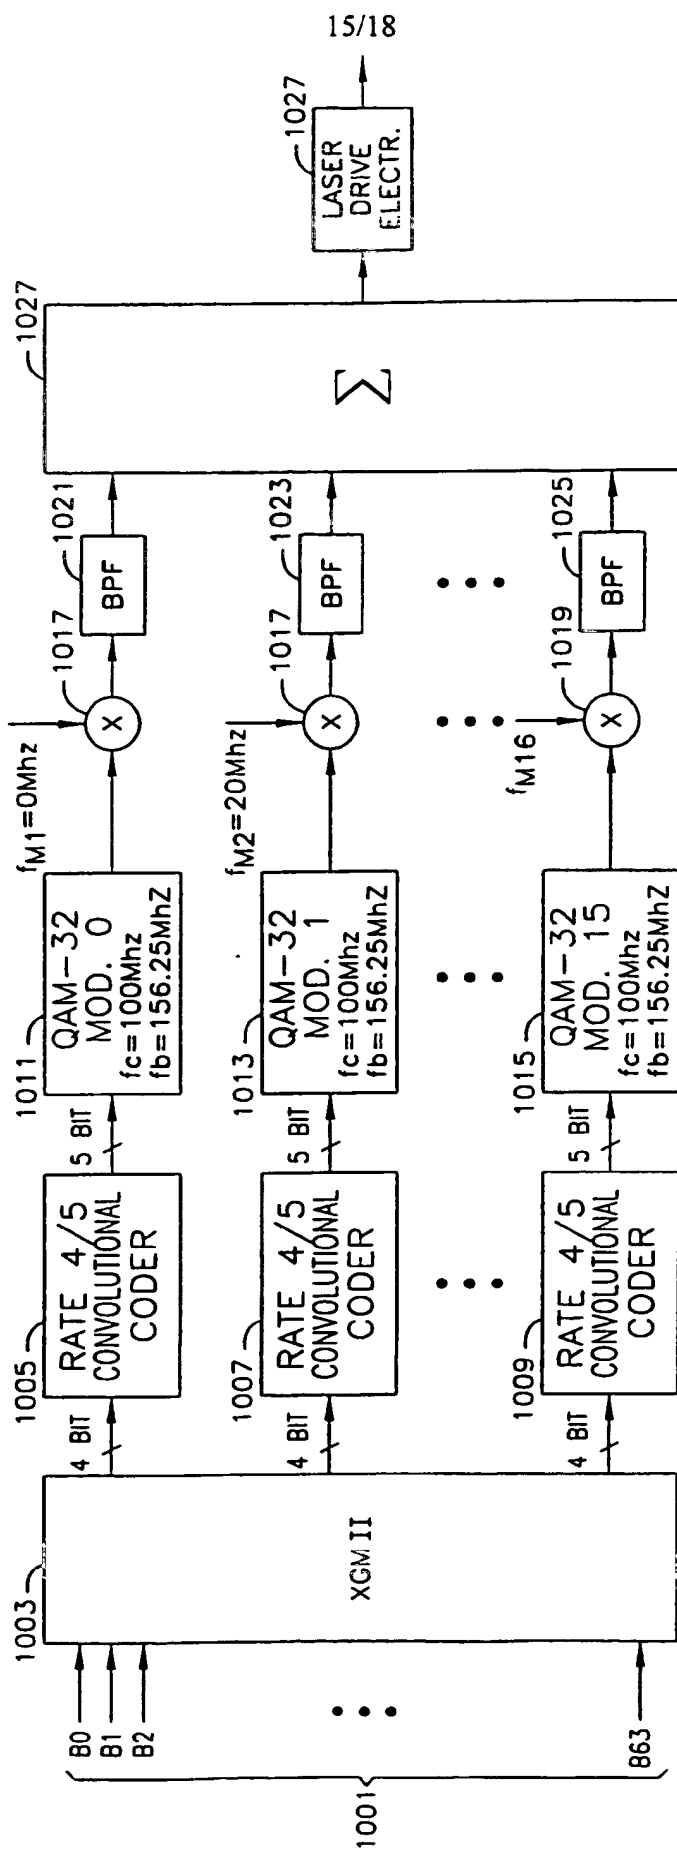 15/18
1001
B0
B1
B2
B63
1003
XGMII
4 BIT
4 BIT
4 BIT
1005
RATE 4/5
CONVOLUTIONAL
CODER
1007
RATE 4/5
CONVOLUTIONAL
CODER
1009
RATE 4/5
CONVOLUTIONAL
CODER
5 BIT
5 BIT
5 BIT
1011
QAM-32
MOD. 0
fc=100Mhz
fb=156.25MhZ
1013
QAM-32
MOD. 1
fc=100Mhz
fb=156.25MhZ
1015
QAM-32
MOD. 15
fc=100Mhz
fb=156.25MhZ
fM1=0Mhz
X
1017
fM2=20Mhz
X
1017
fM16
X
1019
BPF
1021
BPF
1023
BPF
1025
Σ
1027
LASER
DRIVE
ELECTR.
1027